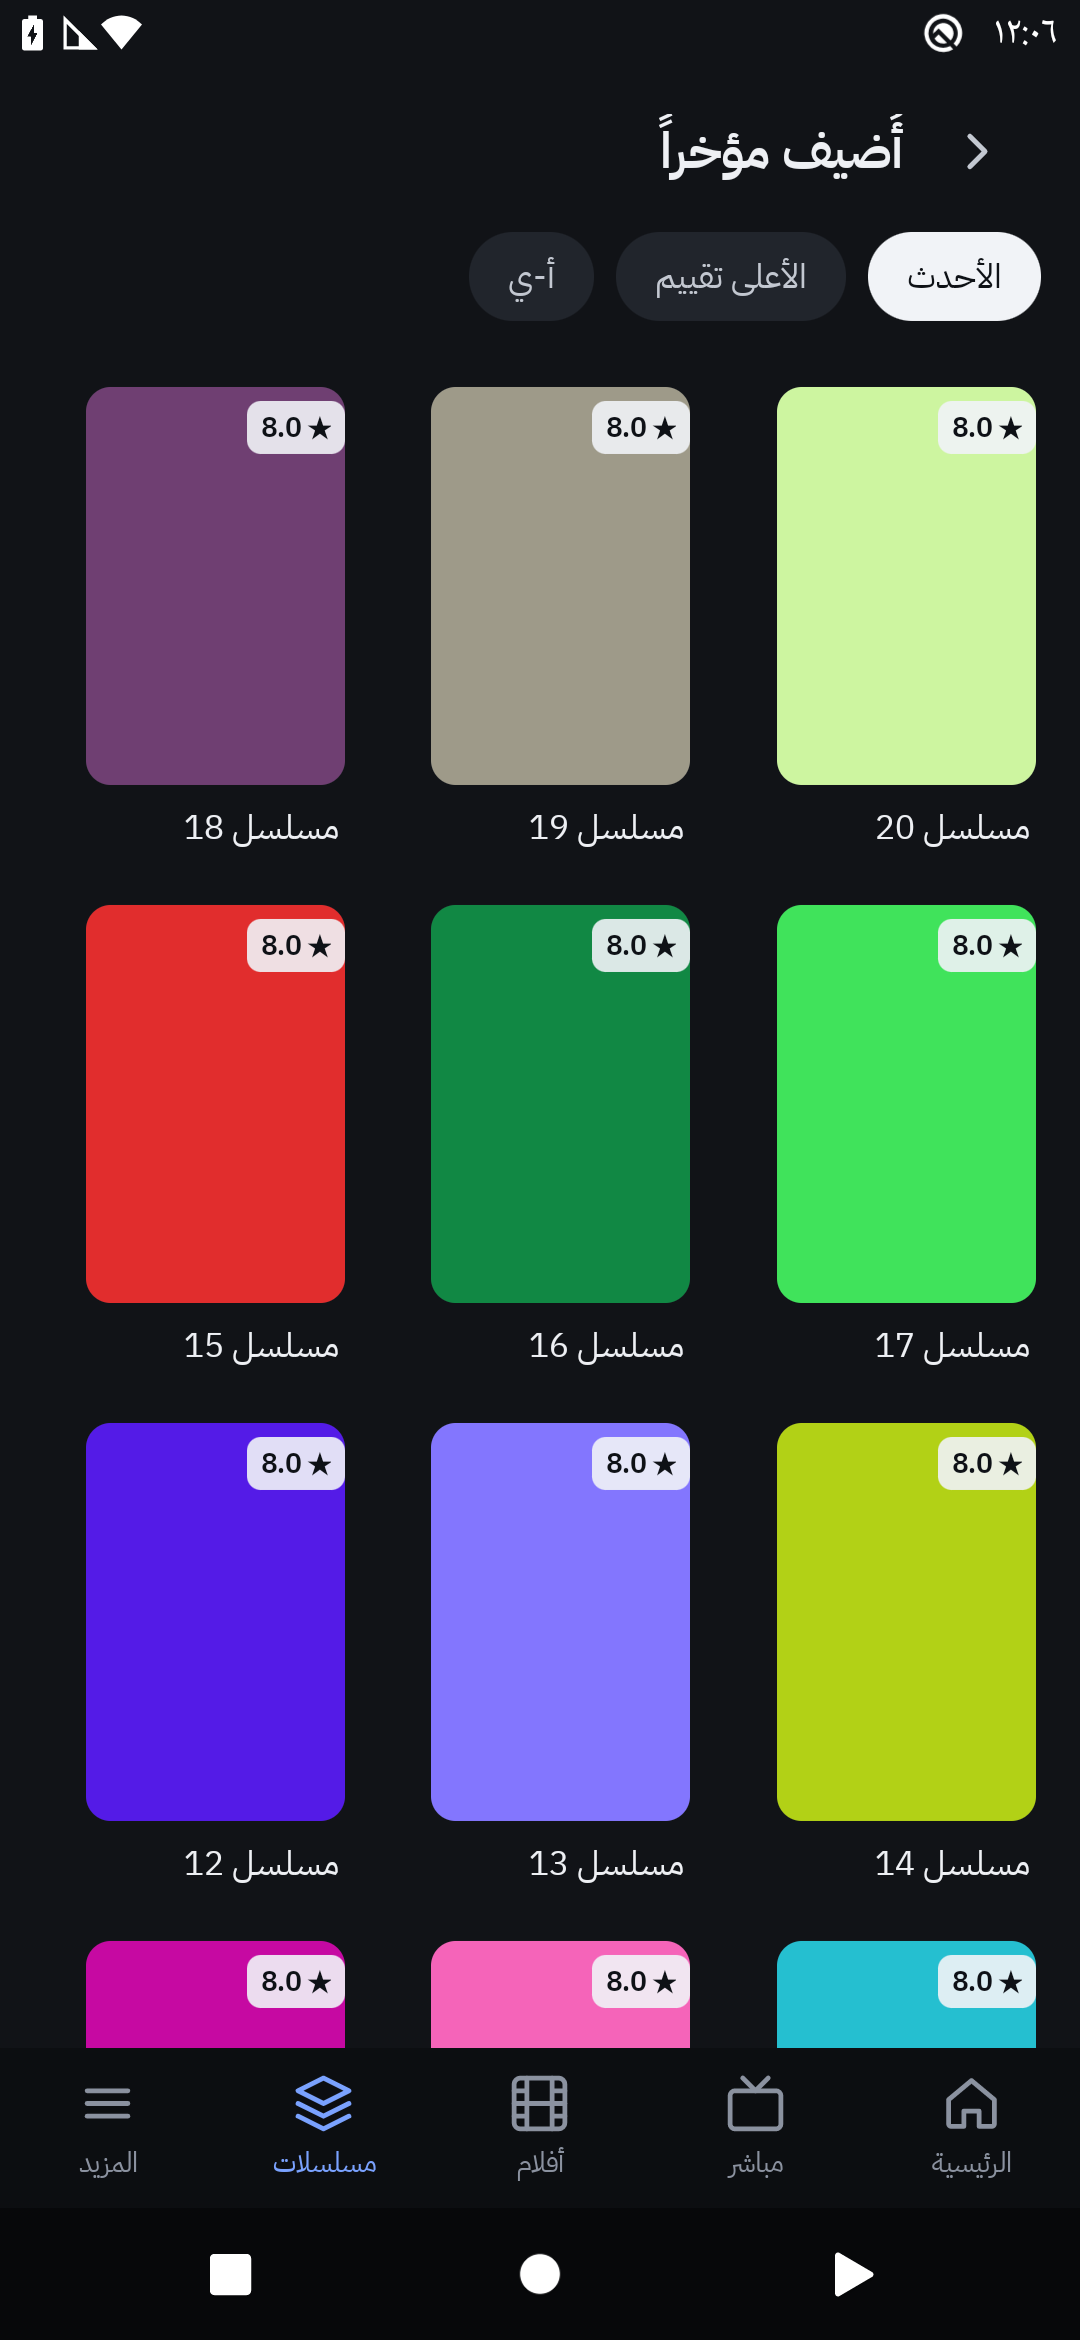 ١٢:٠٦
أُضيف مؤخراً
الأحدث الأعلى تقييم أ-ي
★ 8.0 ★ 8.0 ★ 8.0
مسلسل 20 مسلسل 19 مسلسل 18
★ 8.0 ★ 8.0 ★ 8.0
مسلسل 17 مسلسل 16 مسلسل 15
★ 8.0 ★ 8.0 ★ 8.0
مسلسل 14 مسلسل 13 مسلسل 12
★ 8.0 ★ 8.0 ★ 8.0
الرئيسية مباشر أفلام مسلسلات المزيد